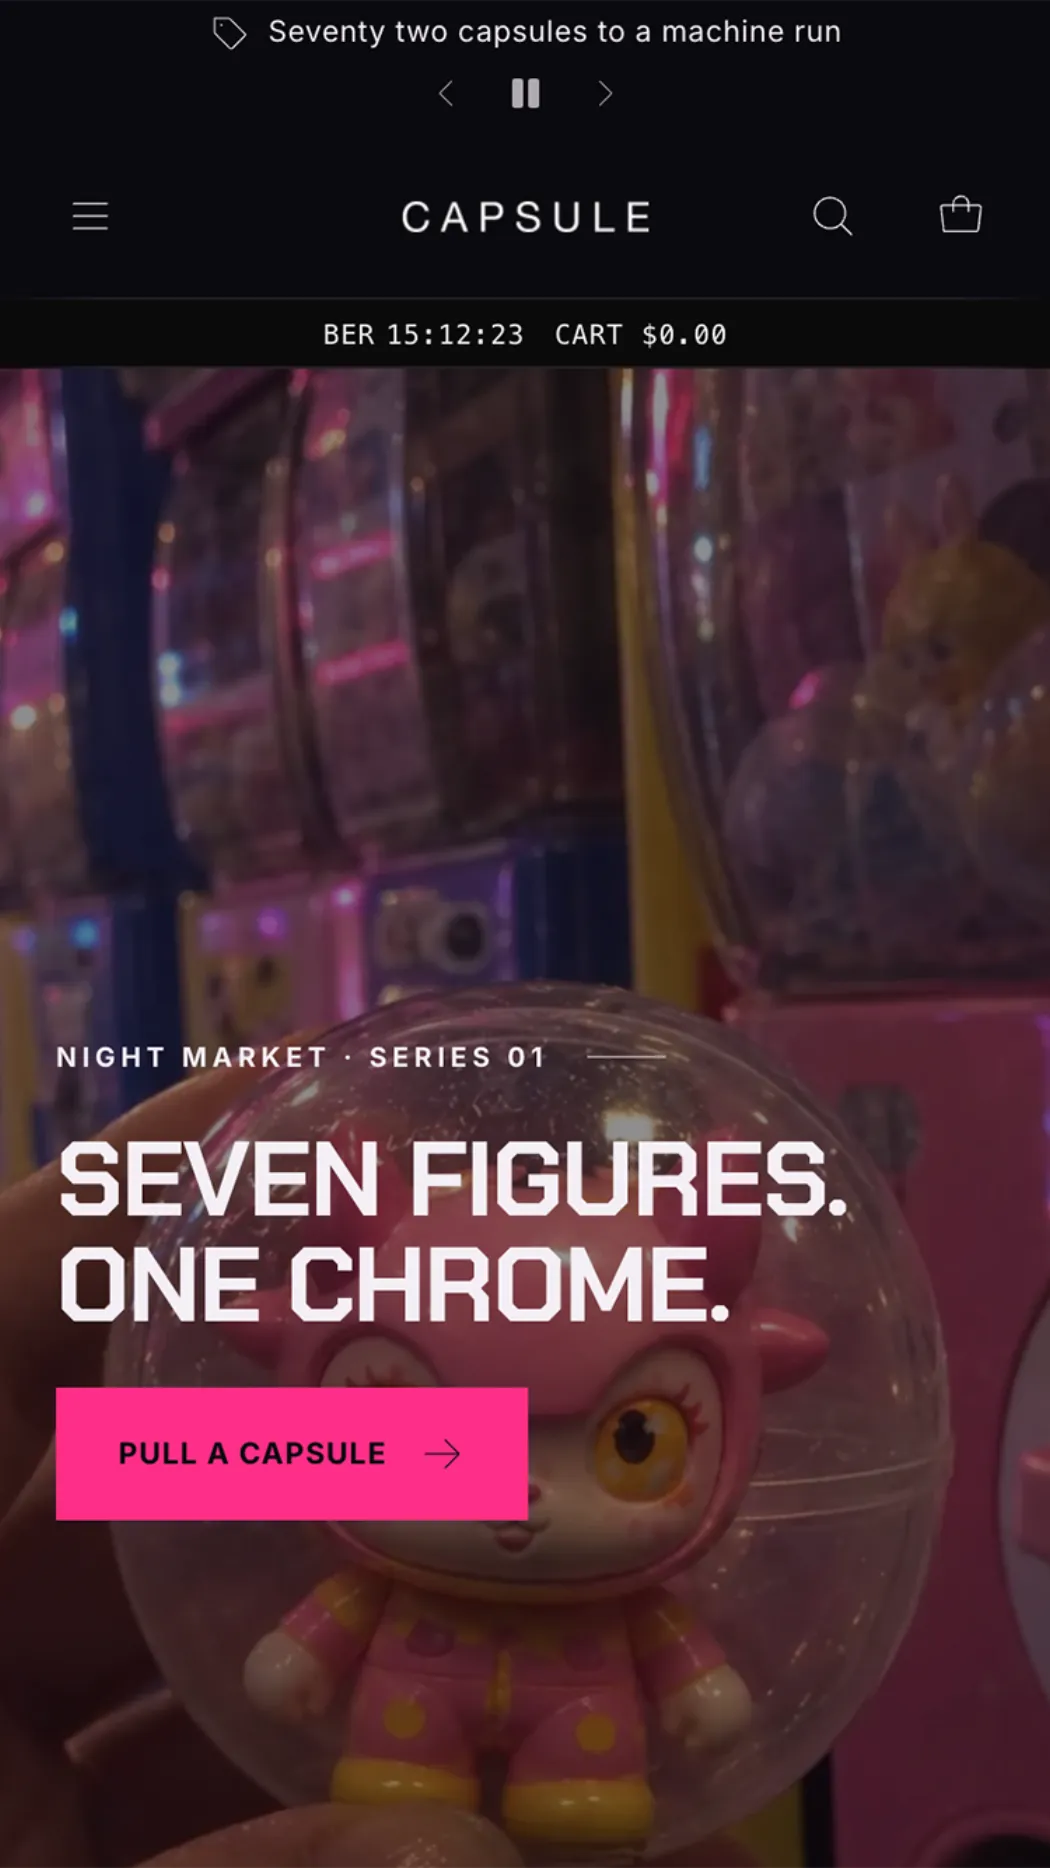 Seventy two capsules to a machine run
CAPSULE
BER 15:12:23 CART $0.00
NIGHT MARKET · SERIES 01
SEVEN FIGURES.
ONE CHROME.
PULL A CAPSULE